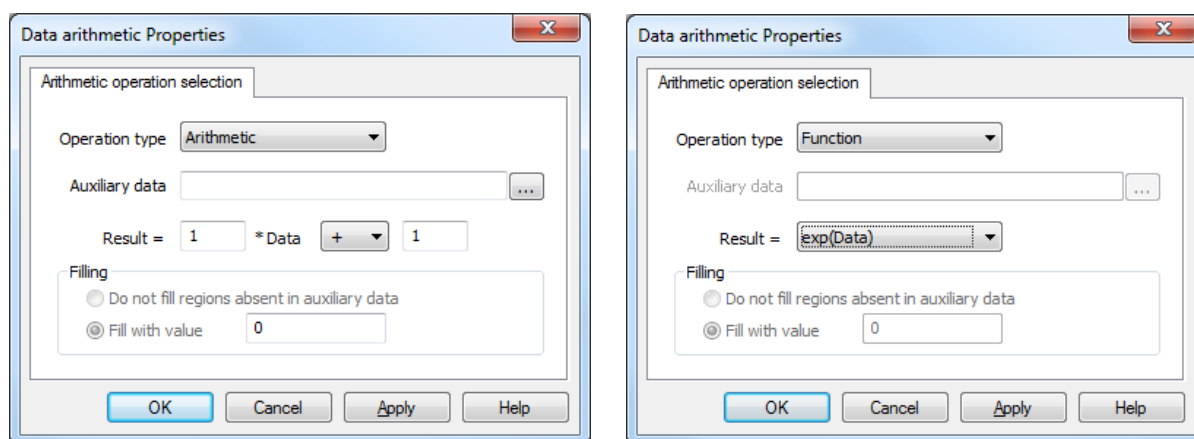 Data arithmetic Properties
Arithmetic operation selection
Operation type Arithmetic
Auxiliary data ...
Result = 1 * Data + 1
Filling
Do not fill regions absent in auxiliary data
Fill with value 0
OK Cancel Apply Help
Data arithmetic Properties
Arithmetic operation selection
Operation type Function
Auxiliary data ...
Result = exp(Data)
Filling
Do not fill regions absent in auxiliary data
Fill with value 0
OK Cancel Apply Help